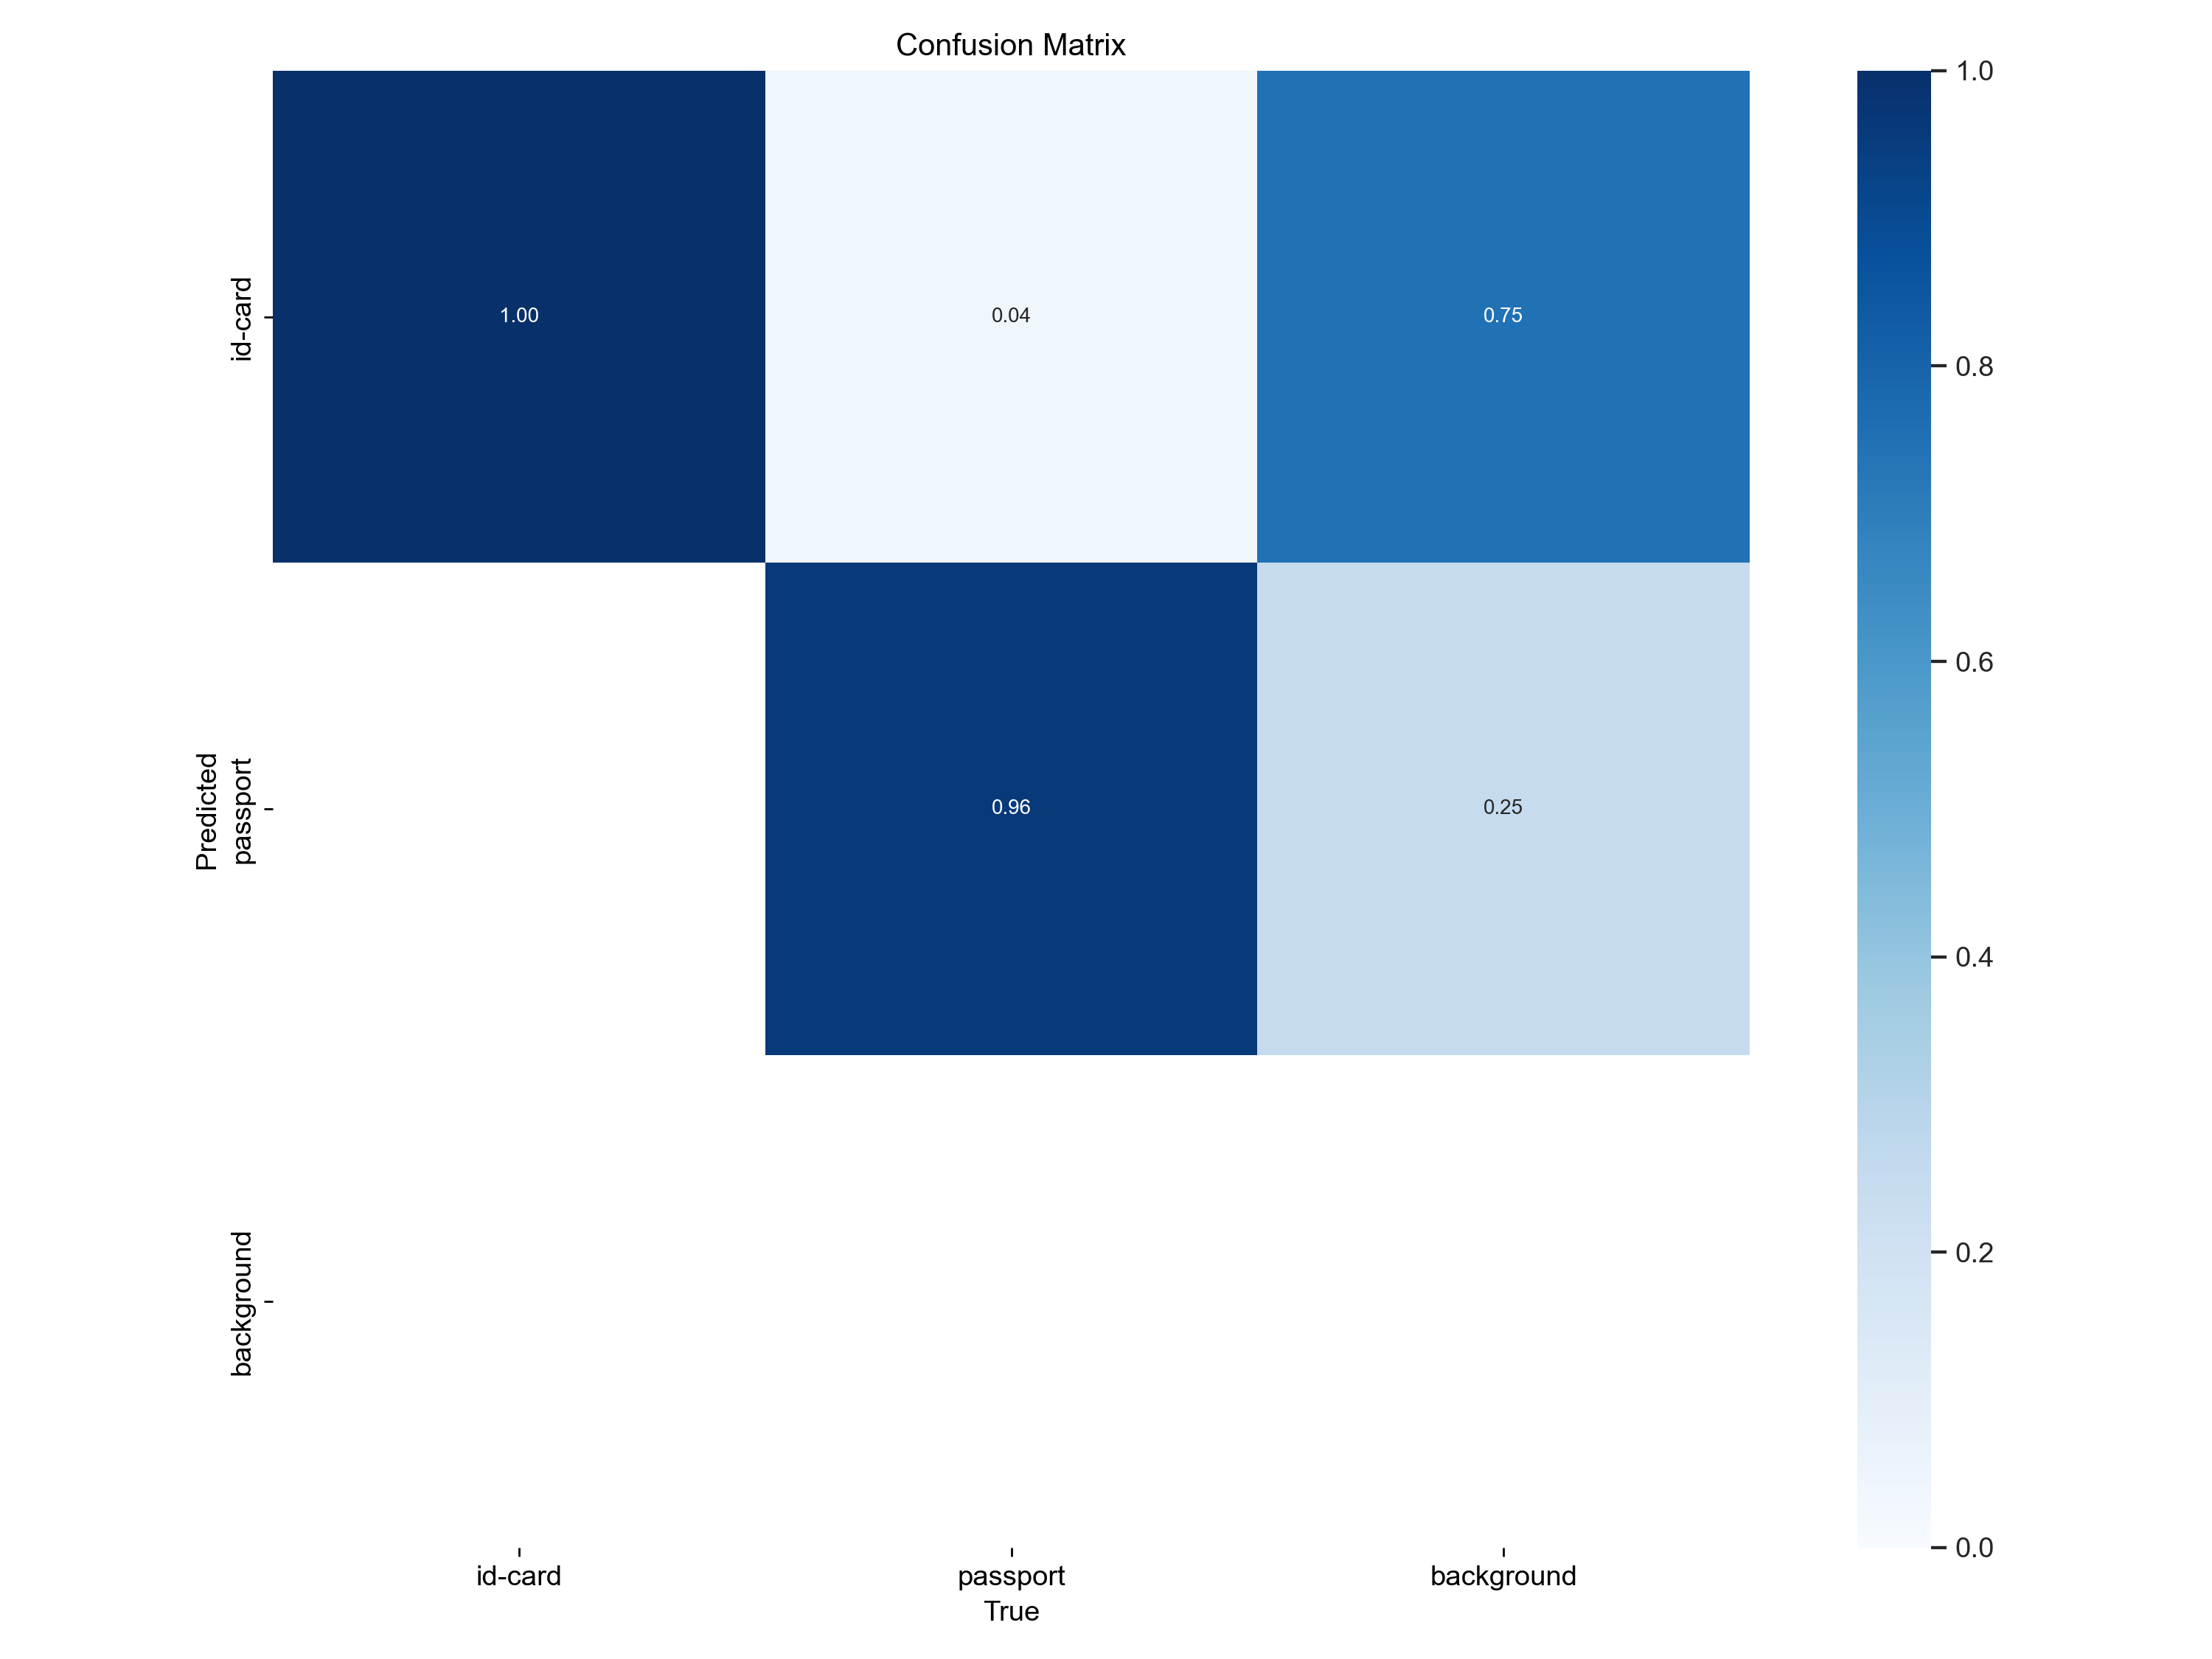 Confusion Matrix
1.0
id-card
1.00
0.04
0.75
0.8
0.6
Predicted
passport
0.96
0.25
0.4
background
0.2
0.0
id-card
passport
background
True